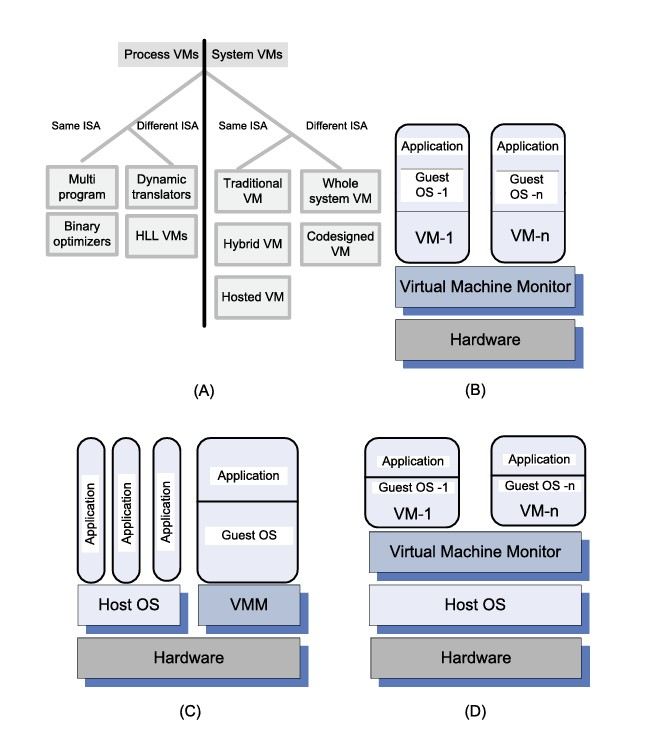 Process VMs
System VMs
Same ISA
Different ISA
Same ISA
Different ISA
Multi
program
Dynamic
translators
Binary
optimizers
HLL VMs
Traditional
VM
Whole
system VM
Hybrid VM
Codesigned
VM
Hosted VM
(A)
Application
Guest
OS -1
VM-1
Application
Guest
OS -n
VM-n
Virtual Machine Monitor
Hardware
(B)
Application
Application
Application
Application
Guest OS
Host OS
VMM
Hardware
(C)
Application
Guest OS -1
VM-1
Application
Guest OS -n
VM-n
Virtual Machine Monitor
Host OS
Hardware
(D)